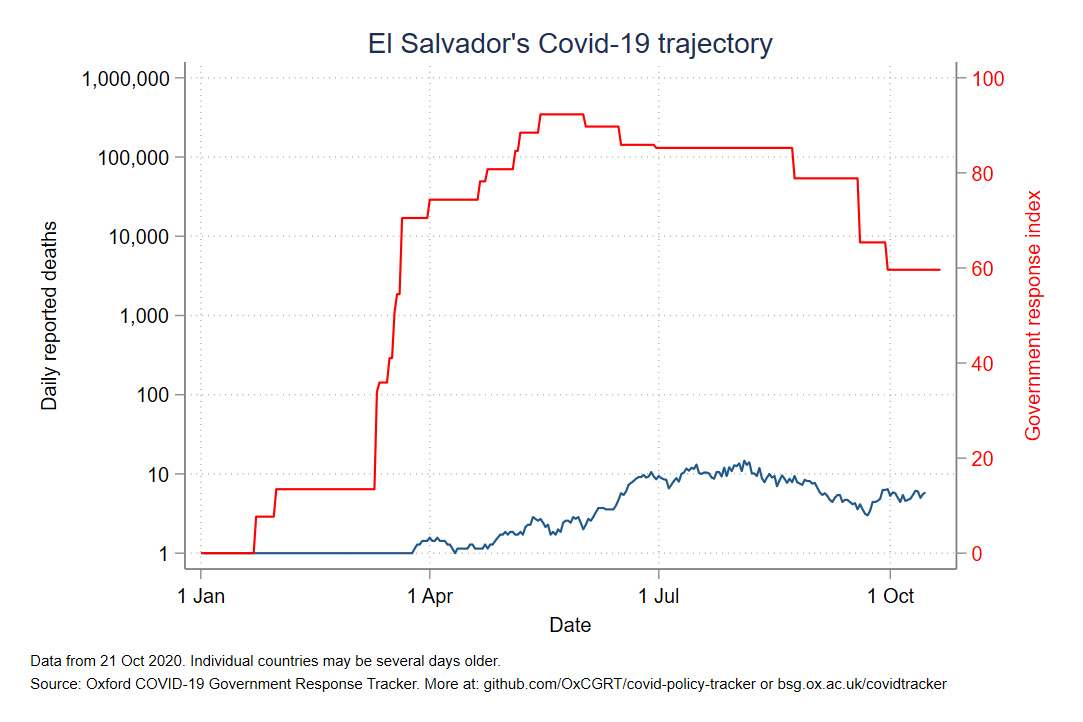 El Salvador's Covid-19 trajectory
1,000,000
100,000
10,000
1,000
100
10
1
Daily reported deaths
100
80
60
40
20
0
Government response index
1 Jan
1 Apr
1 Jul
1 Oct
Date
Data from 21 Oct 2020. Individual countries may be several days older.
Source: Oxford COVID-19 Government Response Tracker. More at: github.com/OxCGRT/covid-policy-tracker or bsg.ox.ac.uk/covidtracker